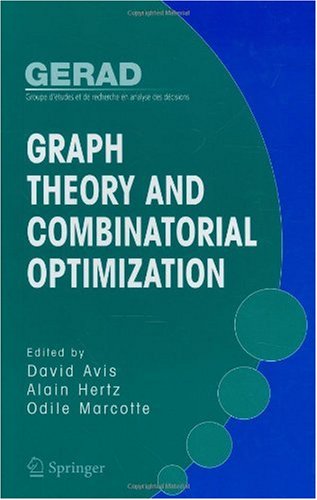 GERAD
Groupe d'études et de recherche en analyse des décisions
GRAPH
THEORY AND
COMBINATORIAL
OPTIMIZATION
Edited by
David Avis
Alain Hertz
Odile Marcotte
Springer